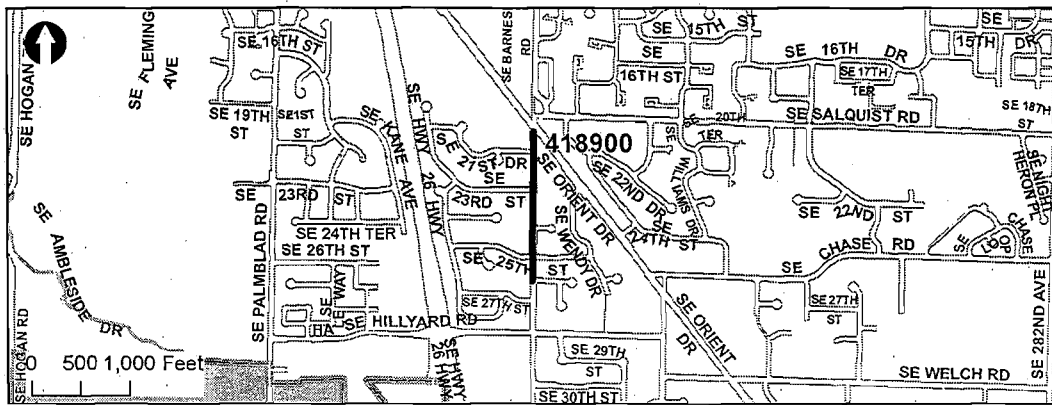 SE HOGAN
SE FLEMING AVE
SE 16TH ST
SE 19TH ST
SE 1ST ST
SE KANE AVE
SE HWY 26 HWY
SE 21ST DR
SE BARNES RD
SE 15TH ST
SE 16TH ST
SE 16TH DR
SE 17TH TER
SE 15TH DR
SE 187H ST
SE SALQUIST RD
20TH TER
SE
418900
SE 22ND DR
SE WILLIAMS DR
SE ORIENT DR
SE 23RD ST
SE 23RD ST
SE 24TH TER
SE 26TH ST
SE PALMBLAD RD
SE AMBLESIDE DR
SE 25TH ST
SE WENDY DR
SE 4TH ST
SE 22ND ST
SE NIGHT HERON PL
SE CHASE RD
SE CHASE LOOP
SE 27TH ST
SE 27TH ST
SE HILLYARD RD
SE
WAY
HA
SE ORIENT DR
SE 282ND AVE
SE HOGAN RD
0 500 1,000 Feet
SE HWY
26 HWY
SE 29TH ST
SE 30TH ST
SE WELCH RD